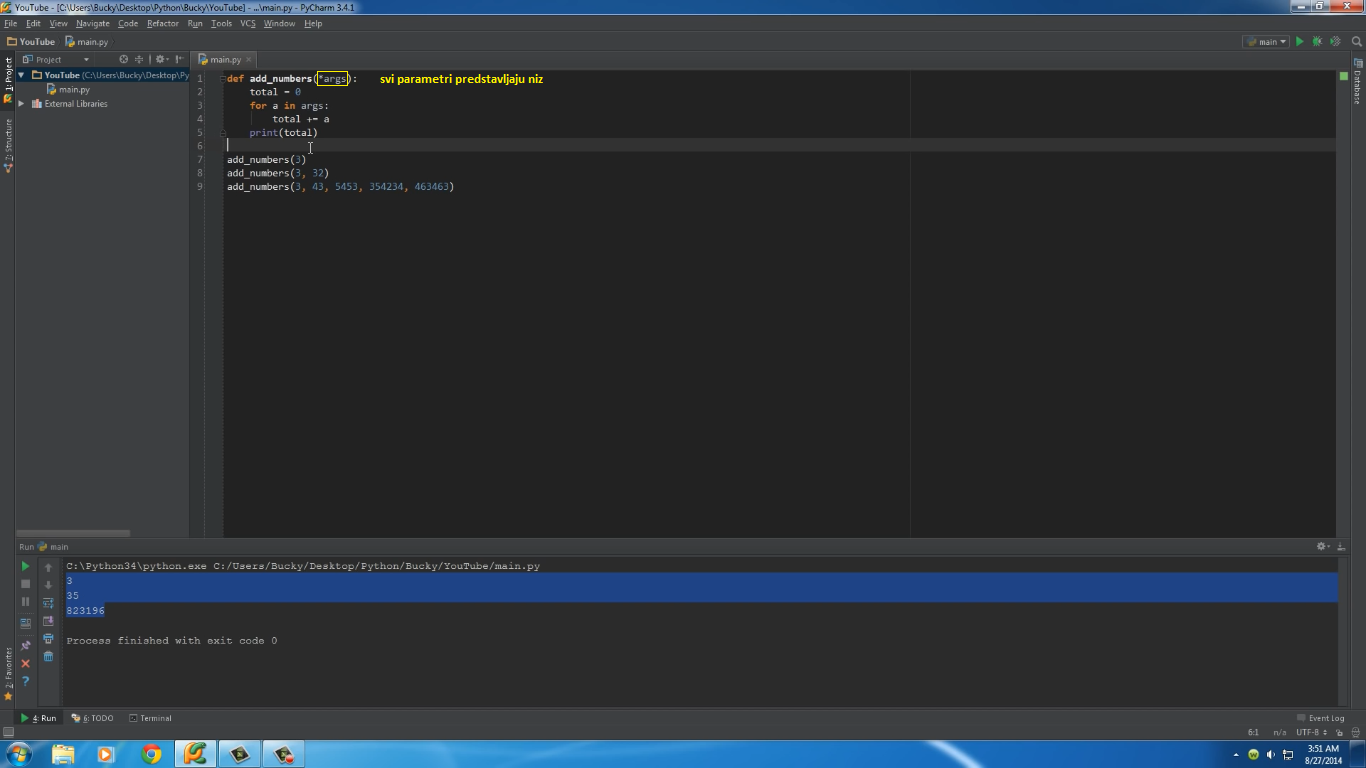 YouTube - [C:\Users\Bucky\Desktop\Python\Bucky\YouTube] - ...\main.py - PyCharm 3.4.1
File Edit View Navigate Code Refactor Run Tools VCS Window Help
YouTube main.py
main
Project
main.py
YouTube (C:\Users\Bucky\Desktop\Py
main.py
External Libraries
1: Project
7: Structure
2: Favorites
Database
1 def add_numbers(*args): svi parametri predstavljaju niz
2 total = 0
3 for a in args:
4 total += a
5 print(total)
6
7 add_numbers(3)
8 add_numbers(3, 32)
9 add_numbers(3, 43, 5453, 354234, 463463)
Run main
C:\Python34\python.exe C:/Users/Bucky/Desktop/Python/Bucky/YouTube/main.py
3
35
823196
Process finished with exit code 0
4: Run 6: TODO Terminal Event Log
6:1 n/a UTF-8
3:51 AM
8/27/2014